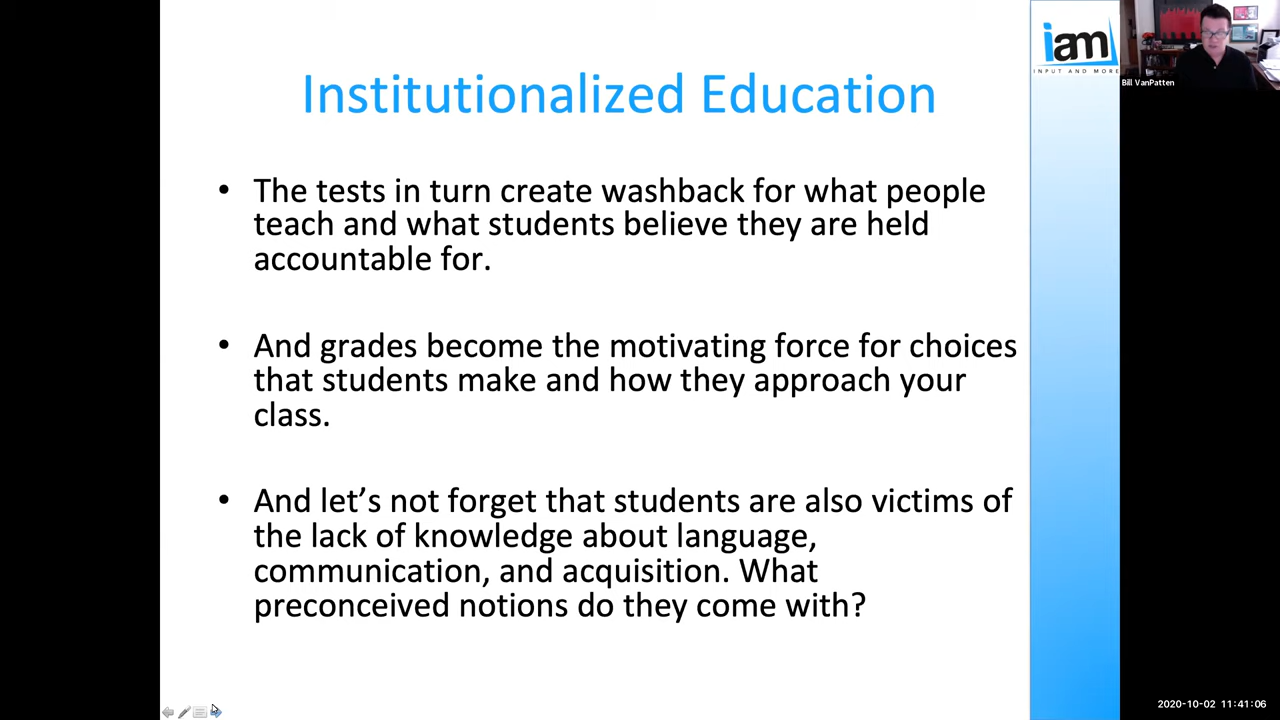 Institutionalized Education
• The tests in turn create washback for what people
teach and what students believe they are held
accountable for.
• And grades become the motivating force for choices
that students make and how they approach your
class.
• And let’s not forget that students are also victims of
the lack of knowledge about language,
communication, and acquisition. What
preconceived notions do they come with?
iam
INPUT AND MORE
Bill VanPatten
2020-10-02 11:41:06